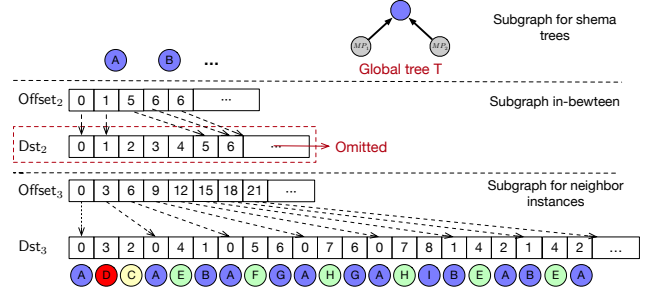 Subgraph for shema
trees
MP₁ MP₂
Global tree T
A B ...
Offset₂ 0 1 5 6 6 ...
Subgraph in-bewteen
Dst₂ 0 1 2 3 4 5 6 ...
Omitted
Offset₃ 0 3 6 9 12 15 18 21 ...
Subgraph for neighbor
instances
Dst₃ 0 3 2 0 4 1 0 5 6 0 7 6 0 7 8 1 4 2 1 4 2 ...
A D C A E B A F G A H G A H I B E A B E A